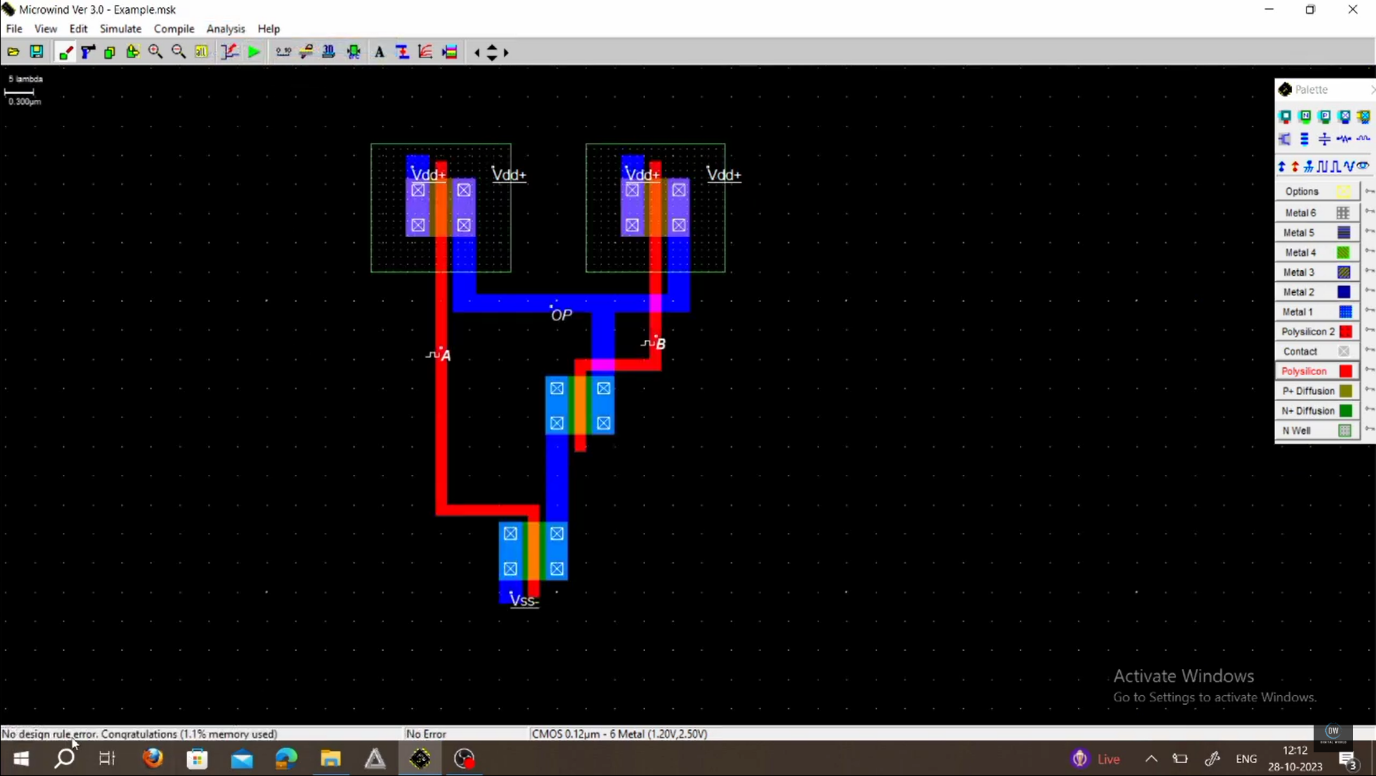 Microwind Ver 3.0 - Example.msk
File View Edit Simulate Compile Analysis Help
5 lambda
0.300µm
Palette
Vdd+ Vdd+ Vdd+ Vdd+
Options
Metal 6
Metal 5
Metal 4
Metal 3
Metal 2
Metal 1
Polysilicon 2
Contact
Polysilicon
P+ Diffusion
N+ Diffusion
N Well
OP
A
B
Vss-
Activate Windows
Go to Settings to activate Windows.
No design rule error. Congratulations (1.1% memory used) No Error CMOS 0.12µm - 6 Metal (1.20V,2.50V)
DW
Live ENG 12:12
28-10-2023
3